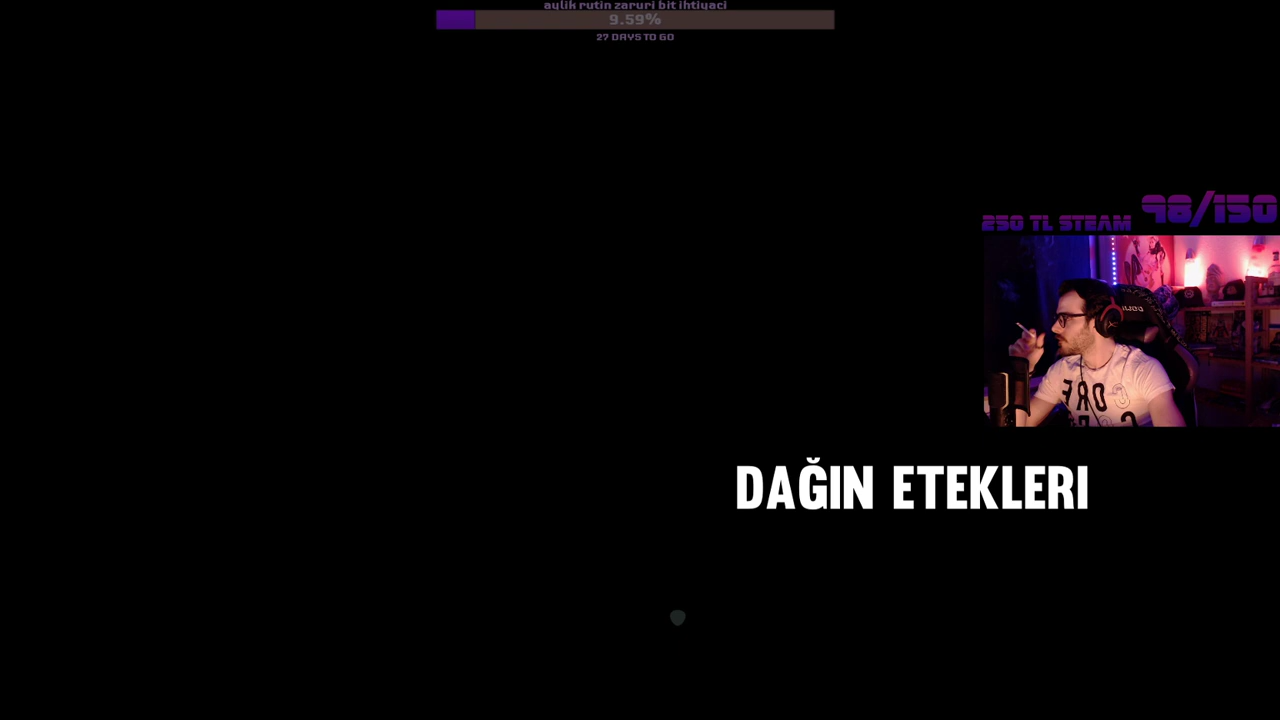 aylik rutin zaruri bit ihtiyaci
9.59%
27 DAYS TO GO
98/150
250 TL STEAM
DAĞIN ETEKLERI